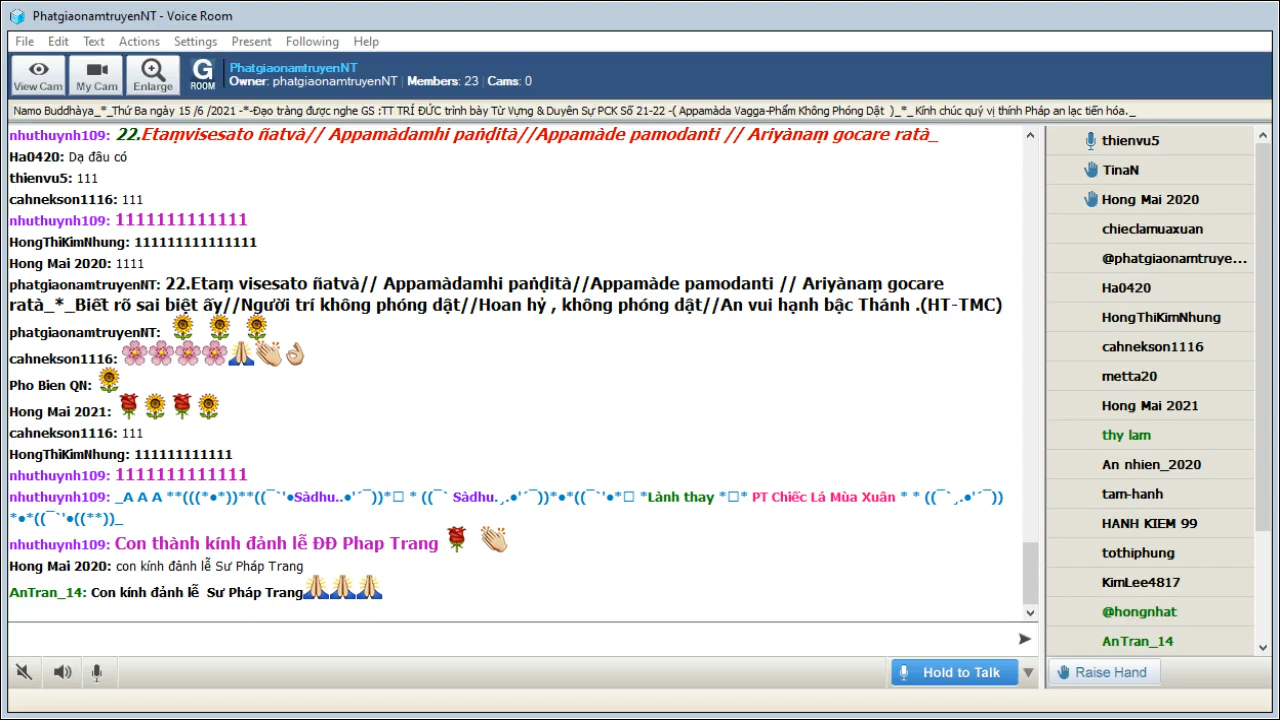 PhatgiaonamtruyenNT - Voice Room
File Edit Text Actions Settings Present Following Help
View Cam My Cam Enlarge G ROOM
PhatgiaonamtruyenNT
Owner: phatgiaonamtruyenNT | Members: 23 | Cams: 0
Namo Buddhàya_*_Thứ Ba ngày 15 /6 /2021 -*-Đạo tràng được nghe GS :TT TRÍ ĐỨC trình bày Từ Vựng & Duyên Sự PCK Số 21-22 -( Appamàda Vagga-Phẩm Không Phóng Dật )_*_ Kính chúc quý vị thính Pháp an lạc tiến hóa._
nhuthuynh109: 22.Etaṃvisesato ñatvà// Appamàdamhi paṇḍità//Appamàde pamodanti // Ariyànaṃ gocare ratà_
Ha0420: Dạ đâu có
thienvu5: 111
cahnekson1116: 111
nhuthuynh109: 1111111111111
HongThiKimNhung: 111111111111111
Hong Mai 2020: 1111
phatgiaonamtruyenNT: 22.Etaṃ visesato ñatvà// Appamàdamhi paṇḍità//Appamàde pamodanti // Ariyànaṃ gocare
ratà_*_Biết rõ sai biệt ấy//Người trí không phóng dật//Hoan hỷ , không phóng dật//An vui hạnh bậc Thánh .(HT-TMC)
phatgiaonamtruyenNT: 🌻 🌻 🌻
cahnekson1116: 🌸🌸🌸🌸🙏👏👌
Pho Bien QN: 🌻
Hong Mai 2021: 🌹🌻🌹🌻
cahnekson1116: 111
HongThiKimNhung: 111111111111
nhuthuynh109: 1111111111111
nhuthuynh109: _A A A **(((*●*))**((¯`'●Sàdhu..●'´¯))*□ * ((¯` Sàdhu.¸.●'´¯))*●*((¯`'●*□ *Lành thay *□* PT Chiếc Lá Mùa Xuân * * ((¯`¸.●'´¯))
*●*((¯`'●((**))_
nhuthuynh109: Con thành kính đảnh lễ ĐĐ Phap Trang 🌹 👏
Hong Mai 2020: con kính đảnh lễ Sư Pháp Trang
AnTran_14: Con kính đảnh lễ Sư Pháp Trang🙏🙏🙏
Hold to Talk
thienvu5
TinaN
Hong Mai 2020
chieclamuaxuan
@phatgiaonamtruye...
Ha0420
HongThiKimNhung
cahnekson1116
metta20
Hong Mai 2021
thy lam
An nhien_2020
tam-hanh
HANH KIEM 99
tothiphung
KimLee4817
@hongnhat
AnTran_14
Raise Hand